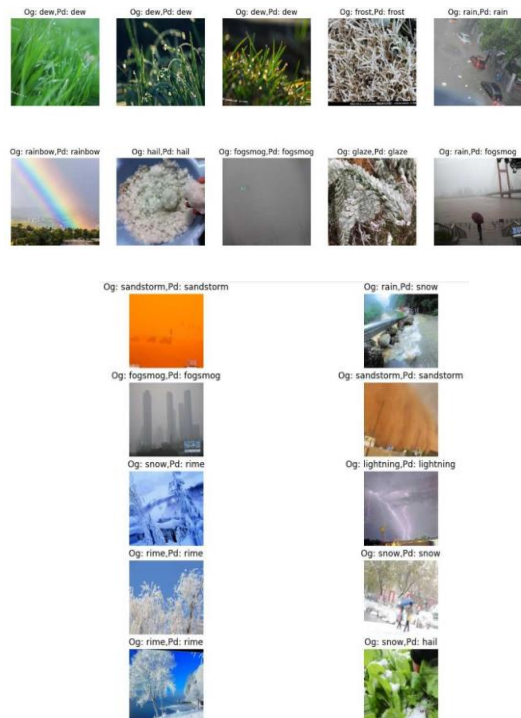 Og: dew,Pd: dew
Og: dew,Pd: dew
Og: dew,Pd: dew
Og: frost,Pd: frost
Og: rain,Pd: rain
Og: rainbow,Pd: rainbow
Og: hail,Pd: hail
Og: fogsmog,Pd: fogsmog
Og: glaze,Pd: glaze
Og: rain,Pd: fogsmog
Og: sandstorm,Pd: sandstorm
Og: rain,Pd: snow
Og: fogsmog,Pd: fogsmog
Og: sandstorm,Pd: sandstorm
Og: snow,Pd: rime
Og: lightning,Pd: lightning
Og: rime,Pd: rime
Og: snow,Pd: snow
Og: rime,Pd: rime
Og: snow,Pd: hail